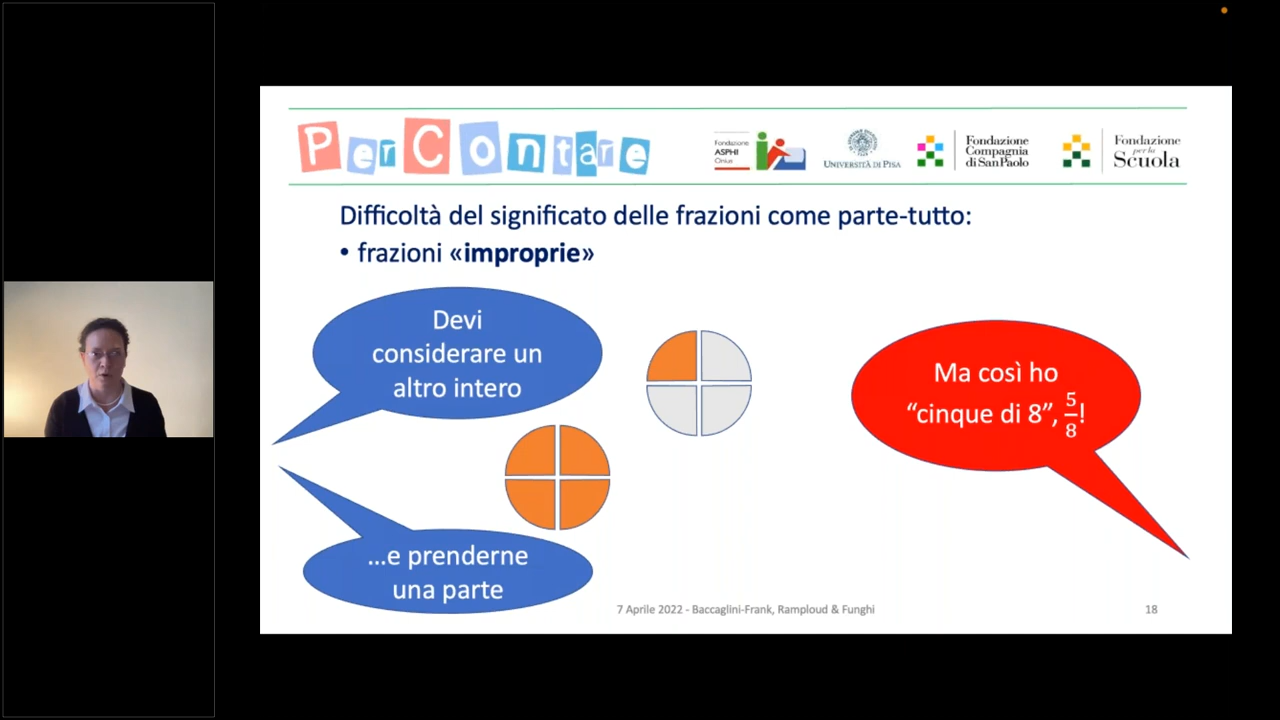 PerContare
Fondazione
ASPHI
Onlus
UNIVERSITÀ DI PISA
Fondazione
Compagnia
di San Paolo
Fondazione
per la
Scuola
Difficoltà del significato delle frazioni come parte-tutto:
• frazioni «improprie»
Devi
considerare un
altro intero
Ma così ho
“cinque di 8”, 5/8!
...e prenderne
una parte
7 Aprile 2022 - Baccaglini-Frank, Ramploud & Funghi
18